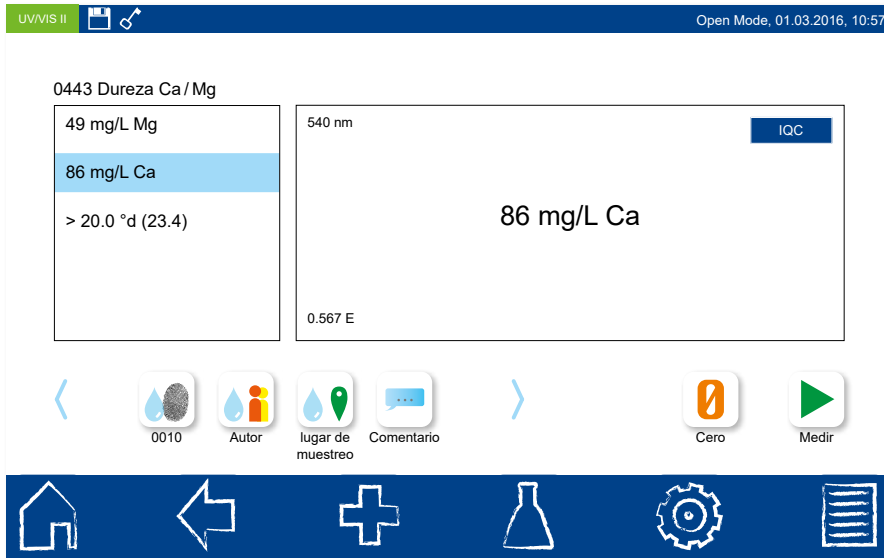 UV/VIS II
Open Mode, 01.03.2016, 10:57
0443 Dureza Ca / Mg
49 mg/L Mg
86 mg/L Ca
> 20.0 °d (23.4)
540 nm
IQC
86 mg/L Ca
0.567 E
0010
Autor
lugar de
muestreo
Comentario
Cero
Medir